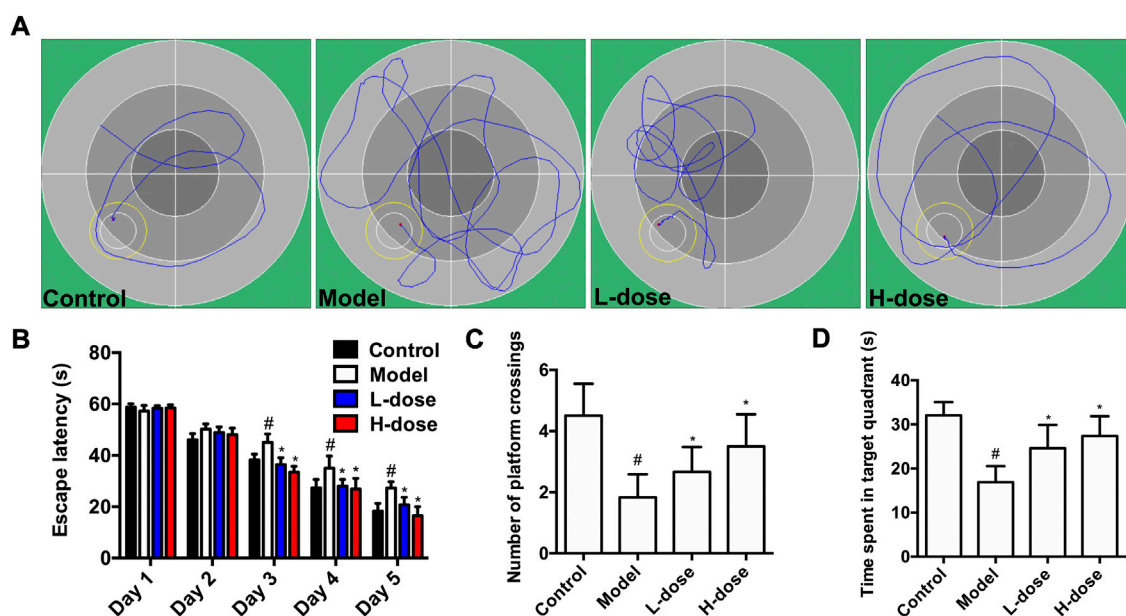 A
Control
Model
L-dose
H-dose
B
Escape latency (s)
80
60
40
20
0
Control
Model
L-dose
H-dose
#
*
*
#
*
*
#
*
*
Day 1
Day 2
Day 3
Day 4
Day 5
C
Number of platform crossings
6
4
2
0
#
*
*
Control
Model
L-dose
H-dose
D
Time spent in target quadrant (s)
40
30
20
10
0
#
*
*
Control
Model
L-dose
H-dose